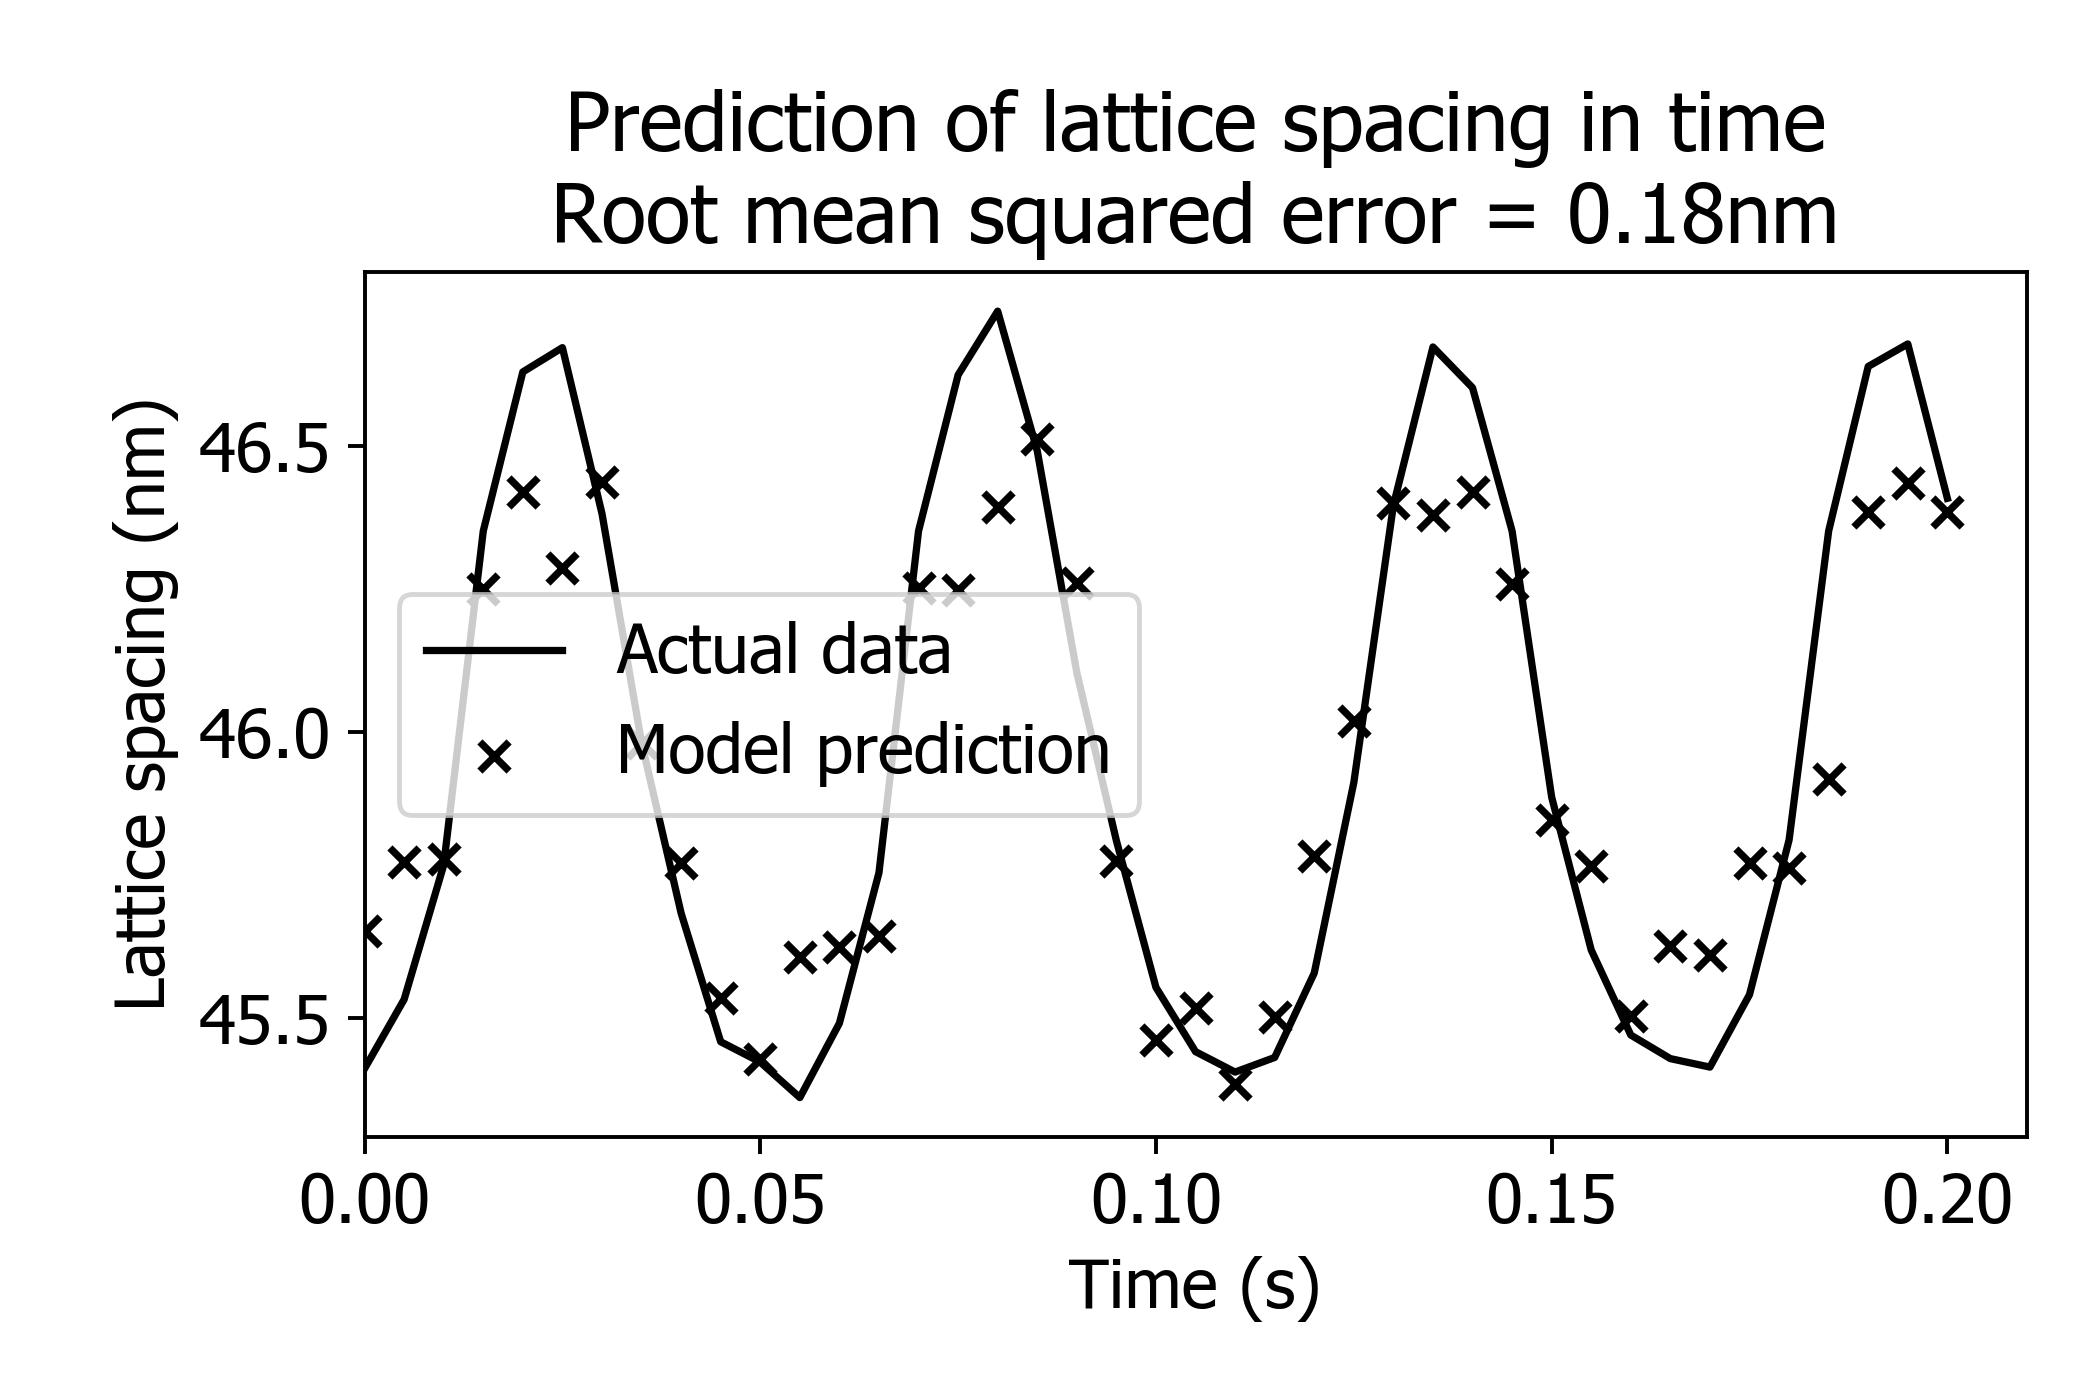 Prediction of lattice spacing in time
Root mean squared error = 0.18nm
Lattice spacing (nm)
46.5
46.0
45.5
Actual data
Model prediction
0.00 0.05 0.10 0.15 0.20
Time (s)